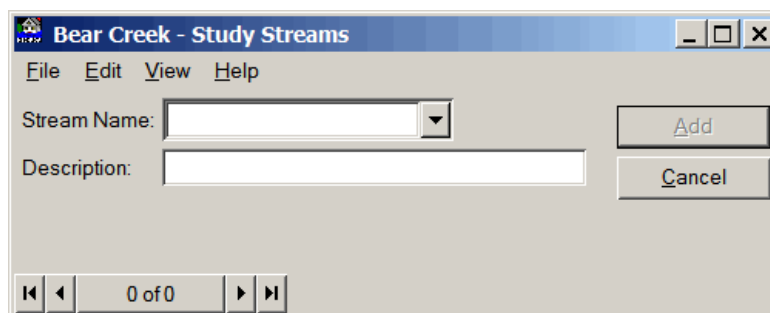 Bear Creek - Study Streams
File Edit View Help
Stream Name:
Add
Description:
Cancel
0 of 0